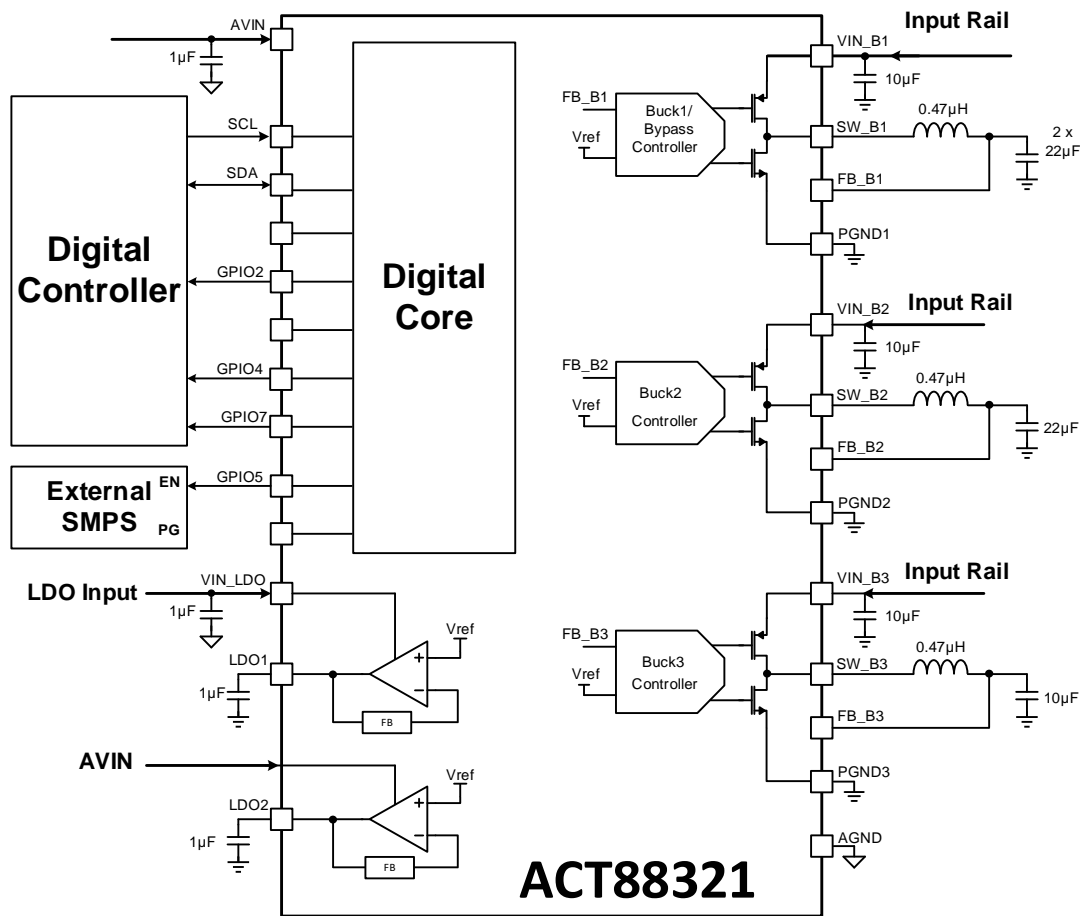 AVIN
1µF
Digital
Controller
SCL
SDA
GPIO2
GPIO4
GPIO7
Digital
Core
External
SMPS
EN
PG
GPIO5
LDO Input
VIN_LDO
1µF
LDO1
1µF
Vref
+
−
FB
AVIN
LDO2
1µF
Vref
+
−
FB
Input Rail
VIN_B1
10µF
FB_B1
Vref
Buck1/
Bypass
Controller
SW_B1
0.47µH
2 x
22µF
FB_B1
PGND1
Input Rail
VIN_B2
10µF
FB_B2
Vref
Buck2
Controller
SW_B2
0.47µH
22µF
FB_B2
PGND2
Input Rail
VIN_B3
10µF
FB_B3
Vref
Buck3
Controller
SW_B3
0.47µH
10µF
FB_B3
PGND3
AGND
ACT88321